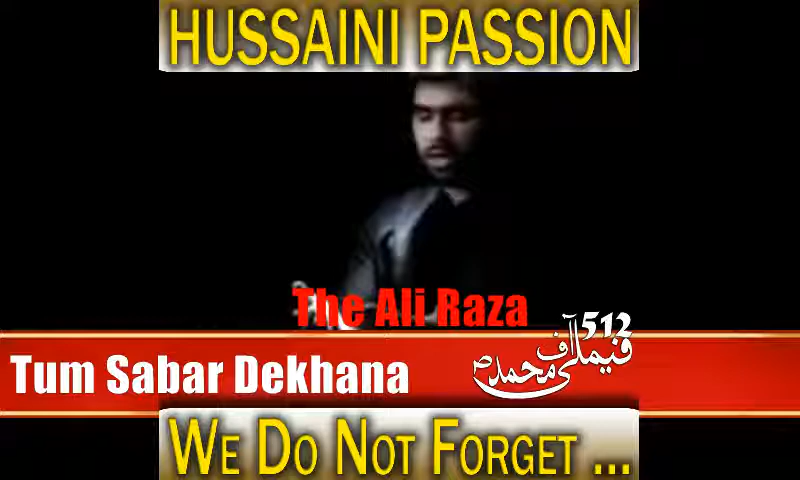 HUSSAINI PASSION
The Ali Raza
Tum Sabar Dekhana
512
فیملی آف محمدؐ
WE DO NOT FORGET ...